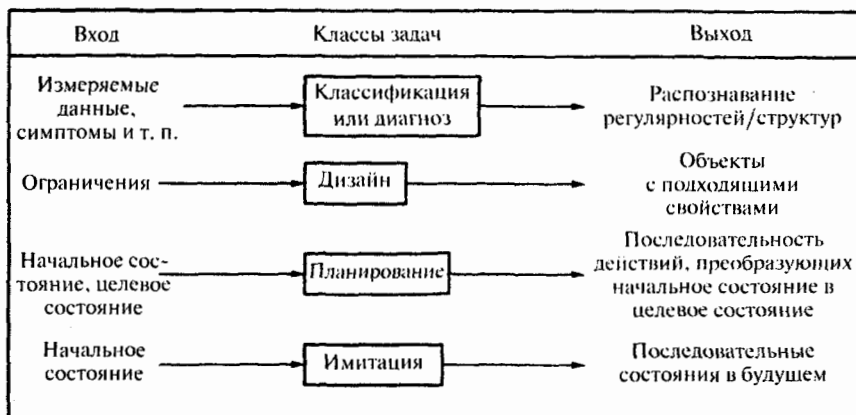 Вход Классы задач Выход
Измеряемые
данные,
симптомы и т. п.
Классификация
или диагноз
Распознавание
регулярностей/структур
Ограничения
Дизайн
Объекты
с подходящими
свойствами
Начальное сос-
тояние, целевое
состояние
Планирование
Последовательность
действий, преобразующих
начальное состояние в
целевое состояние
Начальное
состояние
Имитация
Последовательные
состояния в будущем